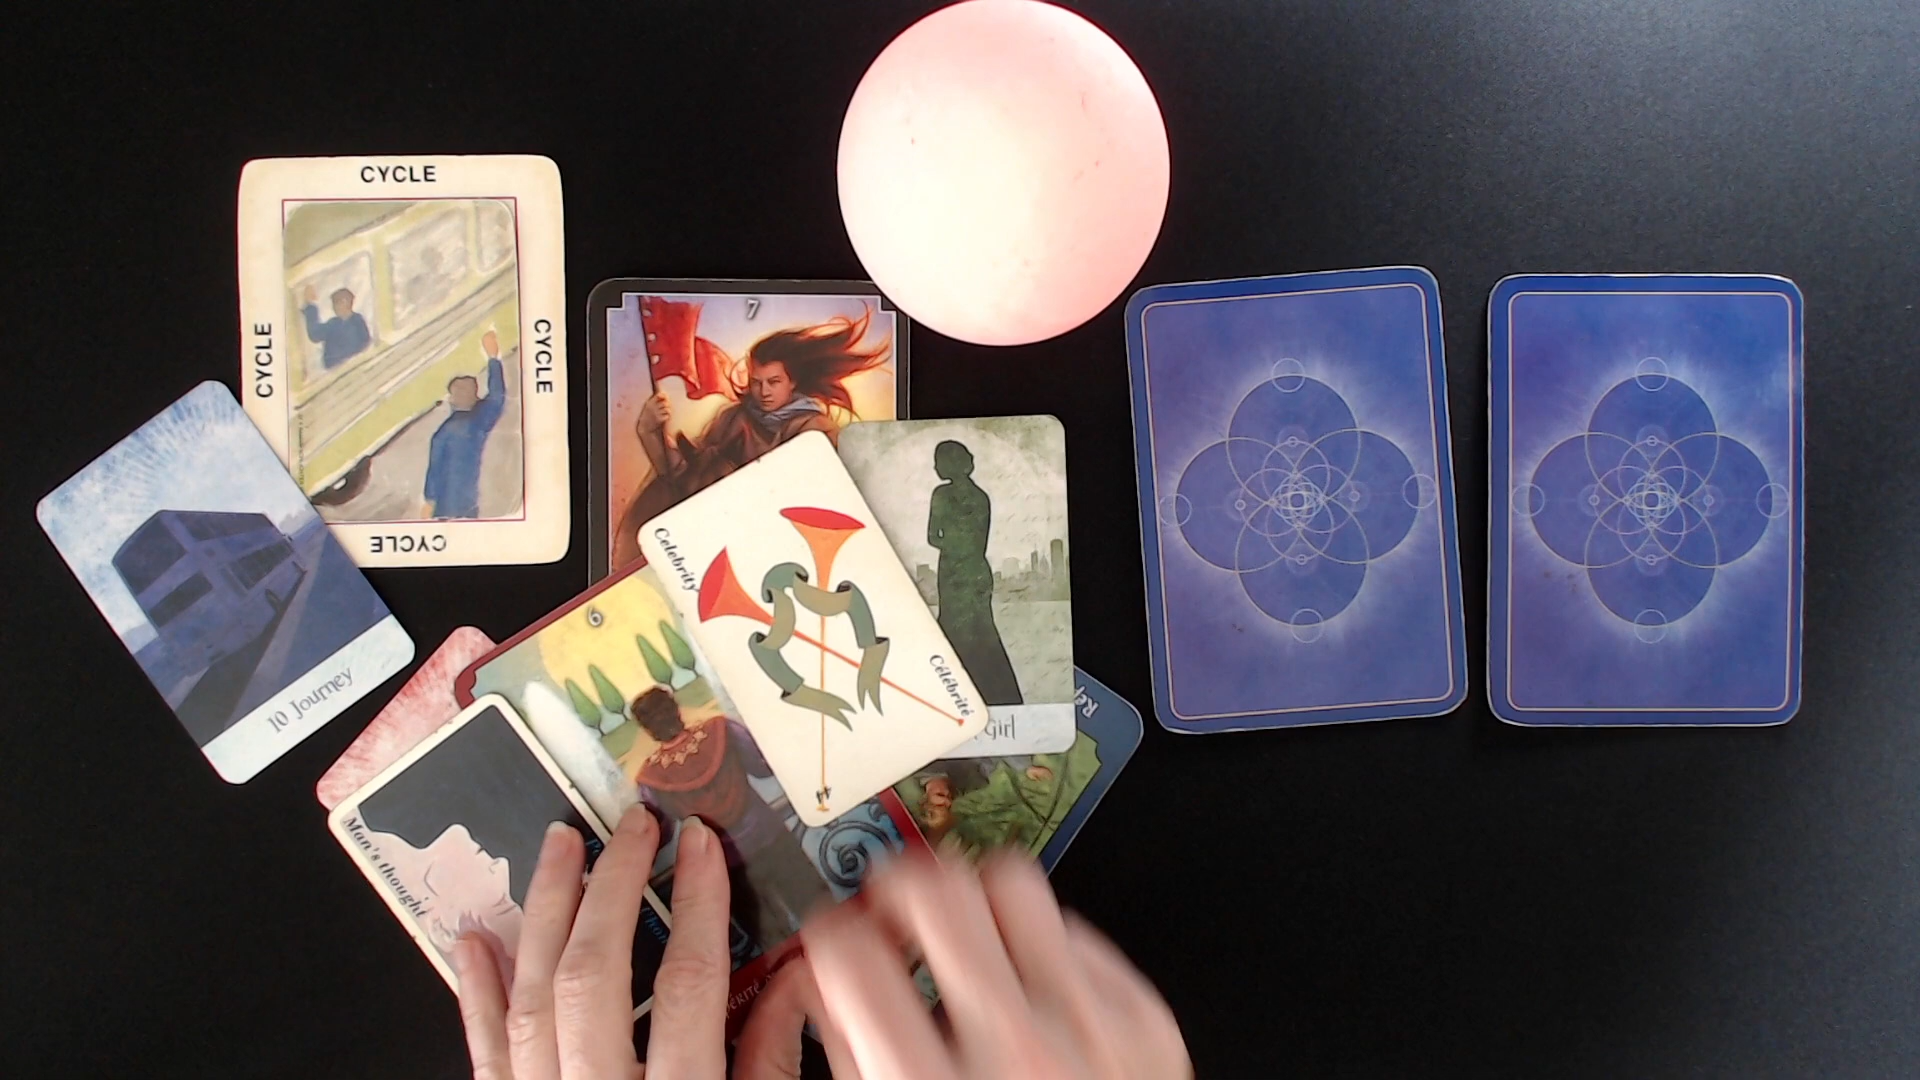 CYCLE
CYCLE
CYCLE
CYCLE
7
10 Journey
6
Celebrity
Célébrité
Girl
Man's thought